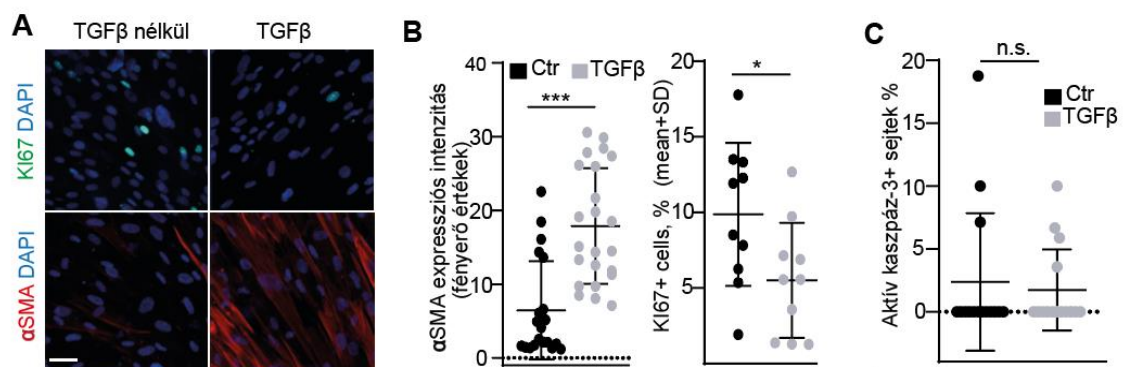 A
TGFβ nélkül
TGFβ
KI67 DAPI
αSMA DAPI
B
αSMA expressziós intenzitás
(fényerő értékek)
40
30
20
10
0
Ctr
TGFβ
***
KI67+ cells, % (mean+SD)
20
15
10
5
*
C
Aktív kaszpáz-3+ sejtek %
20
15
10
5
0
n.s.
Ctr
TGFβ